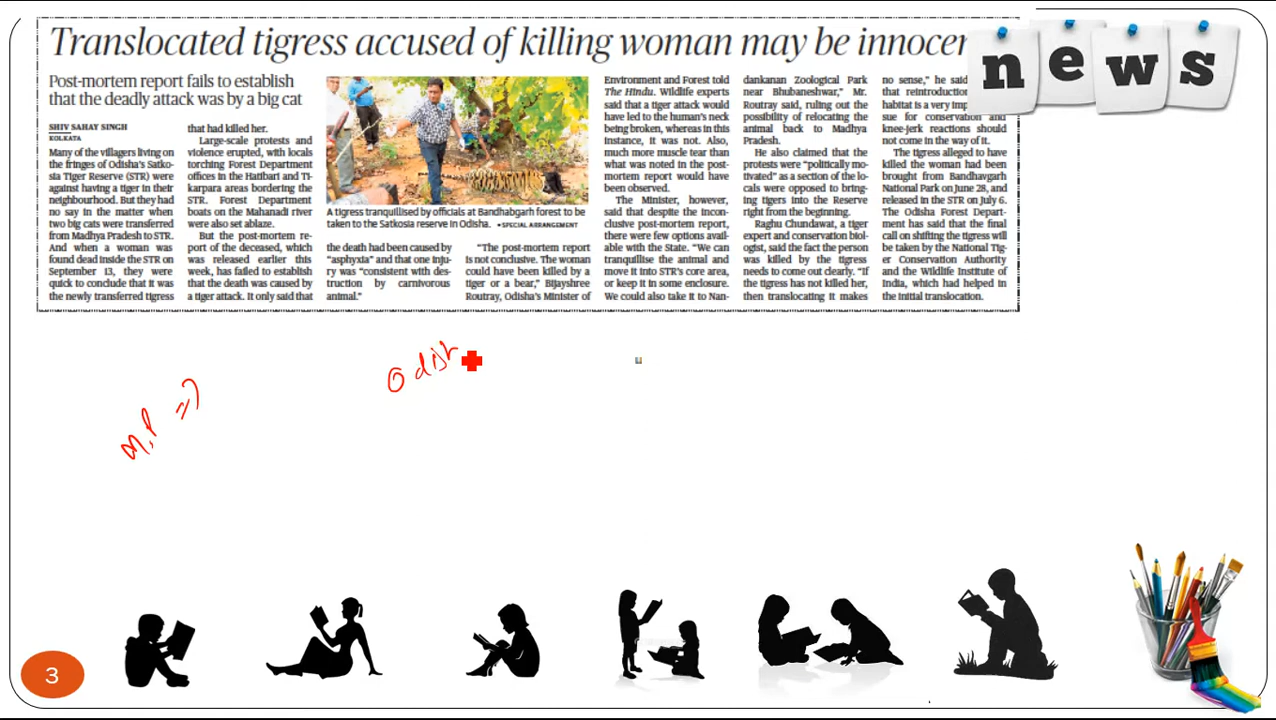 Translocated tigress accused of killing woman may be innocen
news
Post-mortem report fails to establish
that the deadly attack was by a big cat
SHIV SAHAY SINGH
KOLKATA
Many of the villagers living on
the fringes of Odisha's Satko-
sia Tiger Reserve (STR) were
against having a tiger in their
neighbourhood. But they had
no say in the matter when
two big cats were transferred
from Madhya Pradesh to STR.
And when a woman was
found dead inside the STR on
September 13, they were
quick to conclude that it was
the newly transferred tigress
that had killed her.
Large-scale protests and
violence erupted, with locals
torching Forest Department
offices in the Hatibari and Ti-
karpara areas bordering the
STR. Forest Department
boats on the Mahanadi river
were also set ablaze.
But the post-mortem re-
port of the deceased, which
was released earlier this
week, has failed to establish
that the death was caused by
a tiger attack. It only said that
A tigress tranquillised by officials at Bandhabgarh forest to be
taken to the Satkosia reserve in Odisha. •SPECIAL ARRANGEMENT
the death had been caused by
"asphyxia" and that one inju-
ry was "consistent with des-
truction by carnivorous
animal."
"The post-mortem report
is not conclusive. The woman
could have been killed by a
tiger or a bear," Bijayshree
Routray, Odisha's Minister of
Environment and Forest told
The Hindu. Wildlife experts
said that a tiger attack would
have led to the human's neck
being broken, whereas in this
instance, it was not. Also,
much more muscle tear than
what was noted in the post-
mortem report would have
been observed.
The Minister, however,
said that despite the incon-
clusive post-mortem report,
there were few options avail-
able with the State. "We can
tranquillise the animal and
move it into STR's core area,
or keep it in some enclosure.
We could also take it to Nan-
dankanan Zoological Park
near Bhubaneshwar," Mr.
Routray said, ruling out the
possibility of relocating the
animal back to Madhya
Pradesh.
He also claimed that the
protests were "politically mo-
tivated" as a section of the lo-
cals were opposed to bring-
ing tigers into the Reserve
right from the beginning.
Raghu Chundawat, a tiger
expert and conservation biol-
ogist, said the fact the person
was killed by the tigress
needs to come out clearly. "If
the tigress has not killed her,
then translocating it makes
no sense," he said
that reintroduction
habitat is a very imp
sue for conservation and
knee-jerk reactions should
not come in the way of it.
The tigress alleged to have
killed the woman had been
brought from Bandhavgarh
National Park on June 28, and
released in the STR on July 6.
The Odisha Forest Depart-
ment has said that the final
call on shifting the tigress will
be taken by the National Tig-
er Conservation Authority
and the Wildlife Institute of
India, which had helped in
the initial translocation.
M.P =>
Odish
3